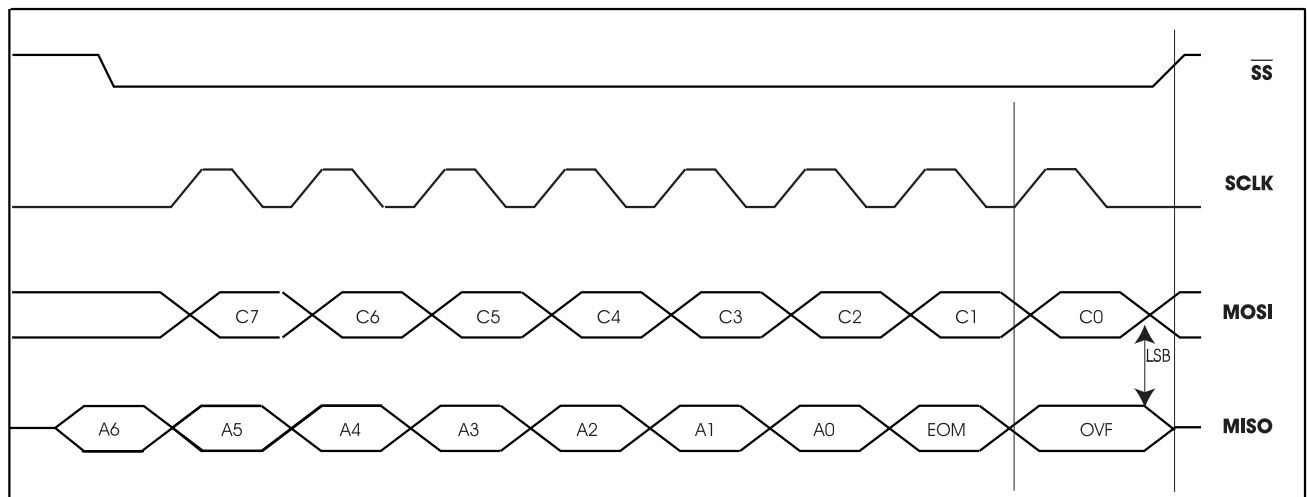 SS
SCLK
C7 C6 C5 C4 C3 C2 C1 C0 MOSI
LSB
A6 A5 A4 A3 A2 A1 A0 EOM OVF MISO